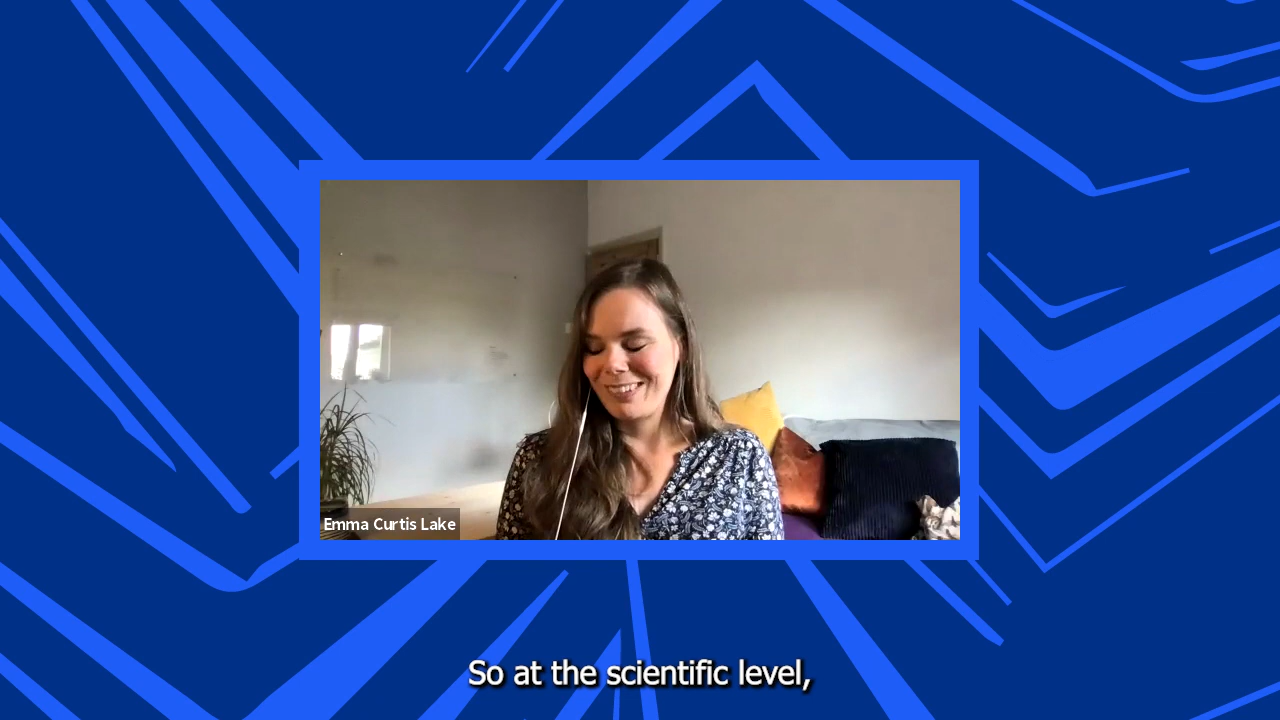 Emma Curtis Lake
So at the scientific level,